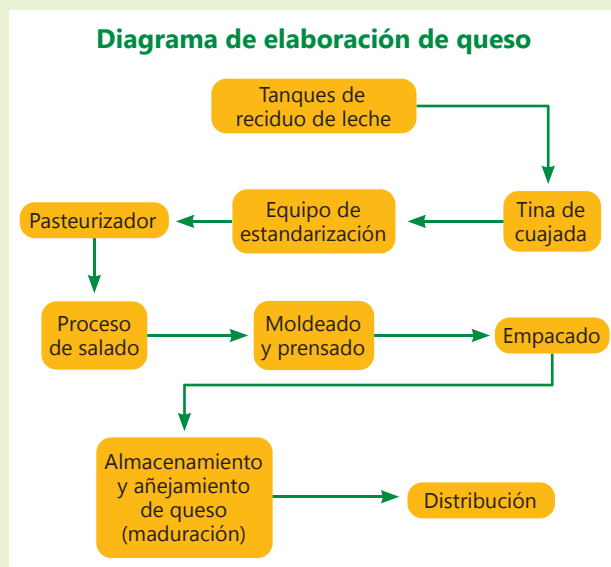 Diagrama de elaboración de queso
Tanques de
reciduo de leche
Tina de
cuajada
Equipo de
estandarización
Pasteurizador
Proceso
de salado
Moldeado
y prensado
Empacado
Almacenamiento
y añejamiento
de queso
(maduración)
Distribución